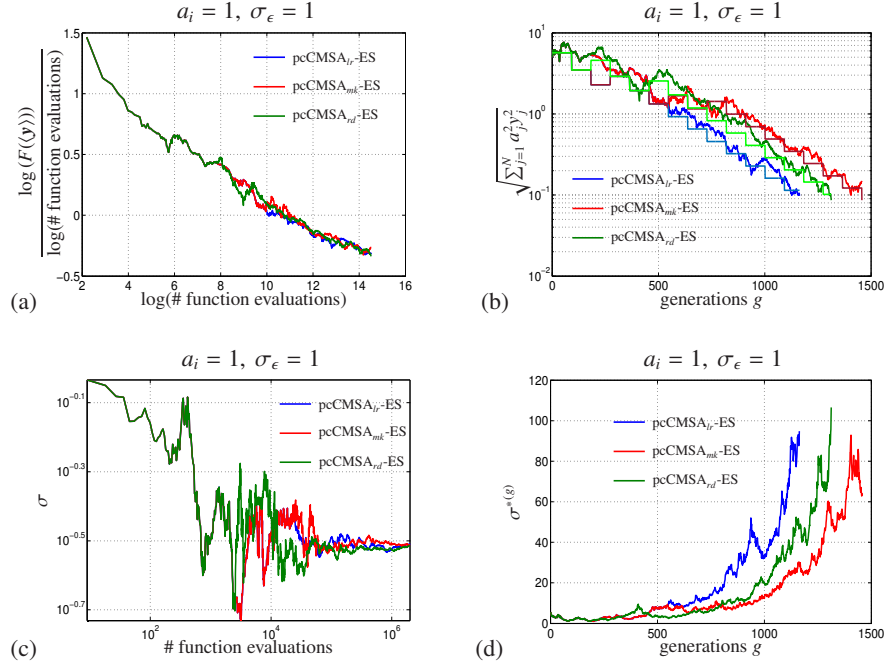 a_i = 1, σ_ϵ = 1
log(F(⟨y⟩))
log(# function evaluations)
1.5
1
0.5
0
−0.5
2 4 6 8 10 12 14 16
pcCMSA_lr-ES
pcCMSA_mk-ES
pcCMSA_rd-ES
(a) log(# function evaluations)
a_i = 1, σ_ϵ = 1
√∑_{j=1}^N a_j^2 y_j^2
10^1
10^0
10^−1
10^−2
0 500 1000 1500
pcCMSA_lr-ES
pcCMSA_mk-ES
pcCMSA_rd-ES
(b) generations g
a_i = 1, σ_ϵ = 1
σ
10^−0.1
10^−0.3
10^−0.5
10^−0.7
10^2 10^4 10^6
pcCMSA_lr-ES
pcCMSA_mk-ES
pcCMSA_rd-ES
(c) # function evaluations
a_i = 1, σ_ϵ = 1
σ*^(g)
120
100
80
60
40
20
0
0 500 1000 1500
pcCMSA_lr-ES
pcCMSA_mk-ES
pcCMSA_rd-ES
(d) generations g